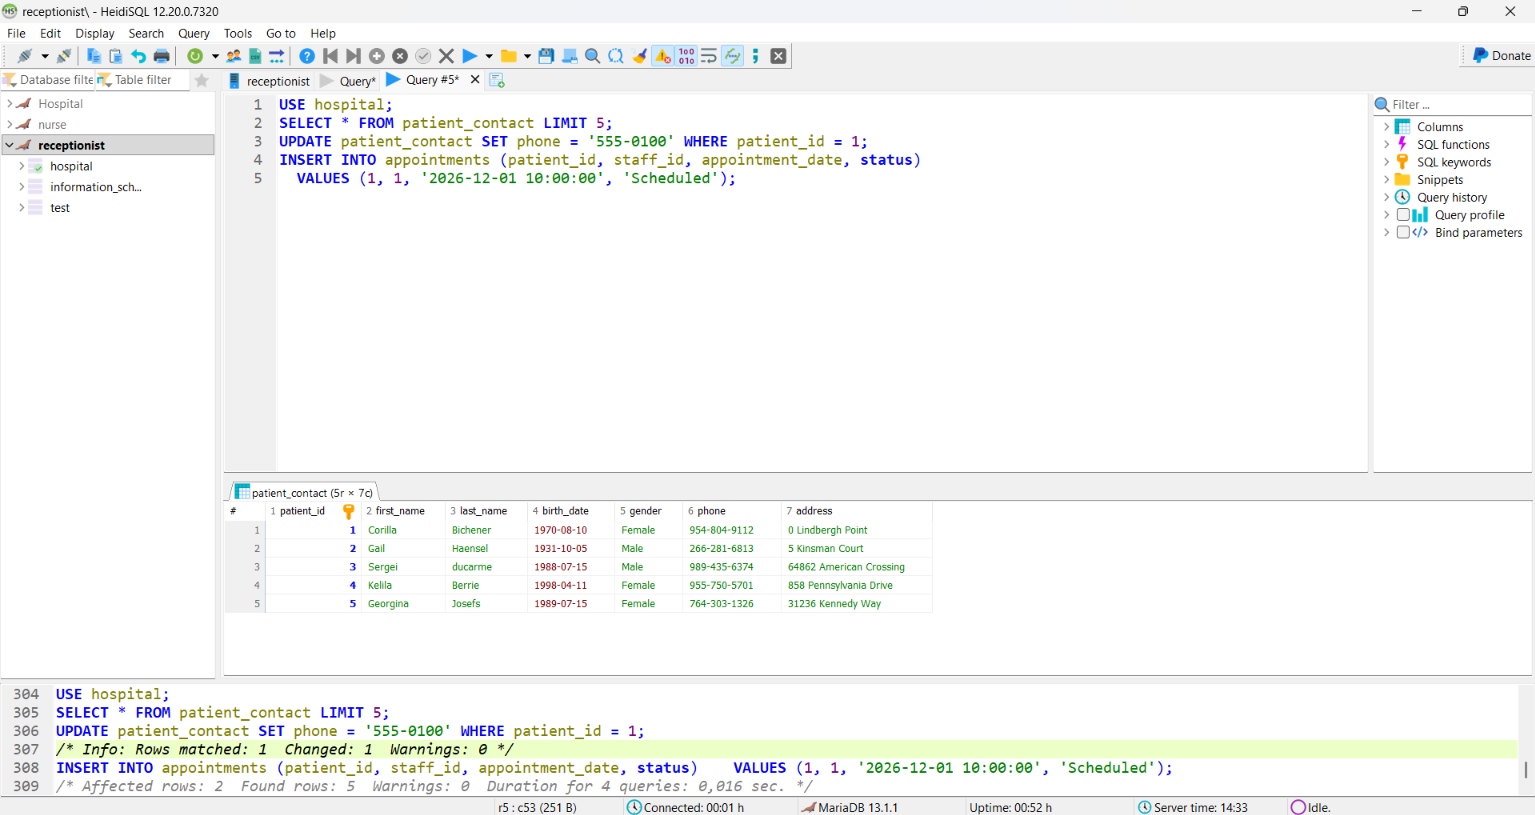 receptionist\ - HeidiSQL 12.20.0.7320
File Edit Display Search Query Tools Go to Help
Donate
Database filte Table filter receptionist Query* Query #5*
Hospital
nurse
receptionist
hospital
information_sch...
test
1 USE hospital;
2 SELECT * FROM patient_contact LIMIT 5;
3 UPDATE patient_contact SET phone = '555-0100' WHERE patient_id = 1;
4 INSERT INTO appointments (patient_id, staff_id, appointment_date, status)
5 VALUES (1, 1, '2026-12-01 10:00:00', 'Scheduled');
Filter ...
Columns
SQL functions
SQL keywords
Snippets
Query history
Query profile
Bind parameters
patient_contact (5r × 7c)
# 1 patient_id 2 first_name 3 last_name 4 birth_date 5 gender 6 phone 7 address
1 1 Corilla Bichener 1970-08-10 Female 954-804-9112 0 Lindbergh Point
2 2 Gail Haensel 1931-10-05 Male 266-281-6813 5 Kinsman Court
3 3 Sergei ducarme 1988-07-15 Male 989-435-6374 64862 American Crossing
4 4 Kelila Berrie 1998-04-11 Female 955-750-5701 858 Pennsylvania Drive
5 5 Georgina Josefs 1989-07-15 Female 764-303-1326 31236 Kennedy Way
304 USE hospital;
305 SELECT * FROM patient_contact LIMIT 5;
306 UPDATE patient_contact SET phone = '555-0100' WHERE patient_id = 1;
307 /* Info: Rows matched: 1 Changed: 1 Warnings: 0 */
308 INSERT INTO appointments (patient_id, staff_id, appointment_date, status) VALUES (1, 1, '2026-12-01 10:00:00', 'Scheduled');
309 /* Affected rows: 2 Found rows: 5 Warnings: 0 Duration for 4 queries: 0,016 sec. */
r5 : c53 (251 B) Connected: 00:01 h MariaDB 13.1.1 Uptime: 00:52 h Server time: 14:33 Idle.